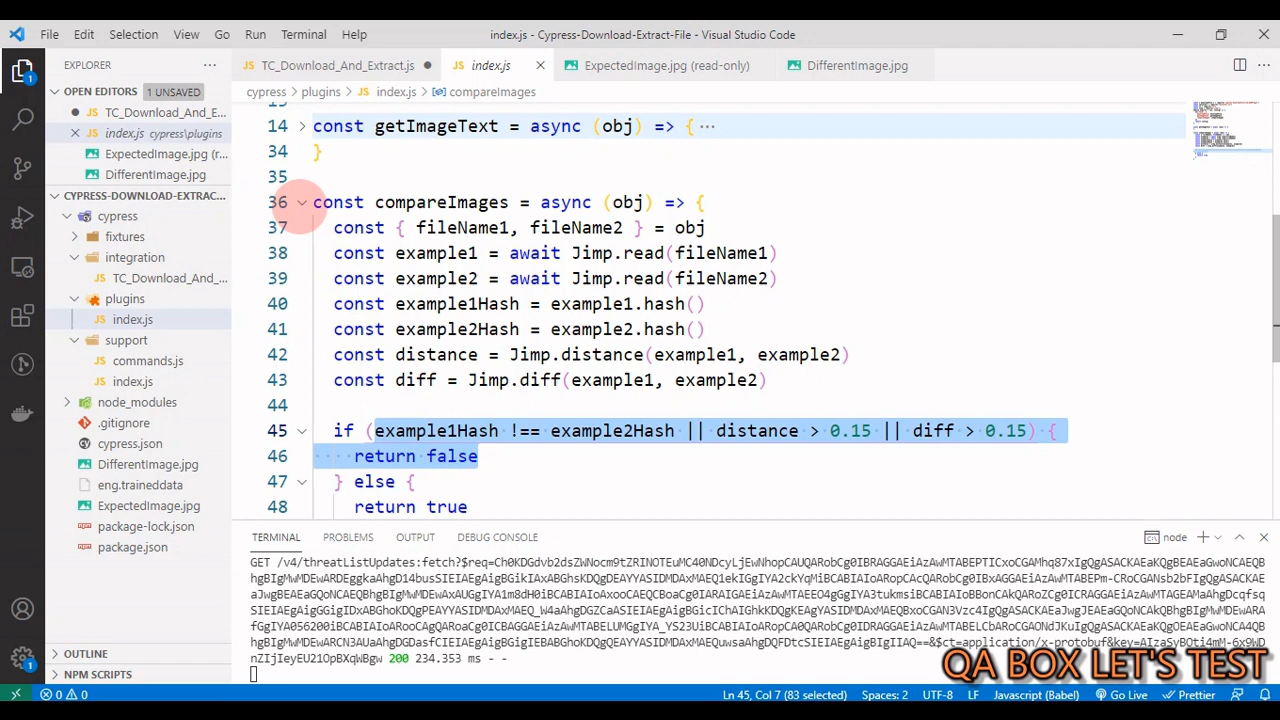 File Edit Selection View Go Run Terminal Help index.js - Cypress-Download-Extract-File - Visual Studio Code
EXPLORER
TC_Download_And_Extract.js index.js ExpectedImage.jpg (read-only) DifferentImage.jpg
OPEN EDITORS 1 UNSAVED
cypress > plugins > index.js > compareImages
TC_Download_And_E...
index.js cypress\plugins
ExpectedImage.jpg (r...
DifferentImage.jpg
CYPRESS-DOWNLOAD-EXTRAC...
cypress
fixtures
integration
TC_Download_And_...
plugins
index.js
support
commands.js
index.js
node_modules
.gitignore
cypress.json
DifferentImage.jpg
eng.traineddata
ExpectedImage.jpg
package-lock.json
package.json
OUTLINE
NPM SCRIPTS
14 const getImageText = async (obj) => { ...
34 }
35
36 const compareImages = async (obj) => {
37 const { fileName1, fileName2 } = obj
38 const example1 = await Jimp.read(fileName1)
39 const example2 = await Jimp.read(fileName2)
40 const example1Hash = example1.hash()
41 const example2Hash = example2.hash()
42 const distance = Jimp.distance(example1, example2)
43 const diff = Jimp.diff(example1, example2)
44
45 if (example1Hash !== example2Hash || distance > 0.15 || diff > 0.15) {
46 return false
47 } else {
48 return true
TERMINAL PROBLEMS OUTPUT DEBUG CONSOLE node
200 234.353 ms - -
QA BOX LET'S TEST
0 0 Ln 45, Col 7 (83 selected) Spaces: 2 UTF-8 LF Javascript (Babel) Go Live Prettier